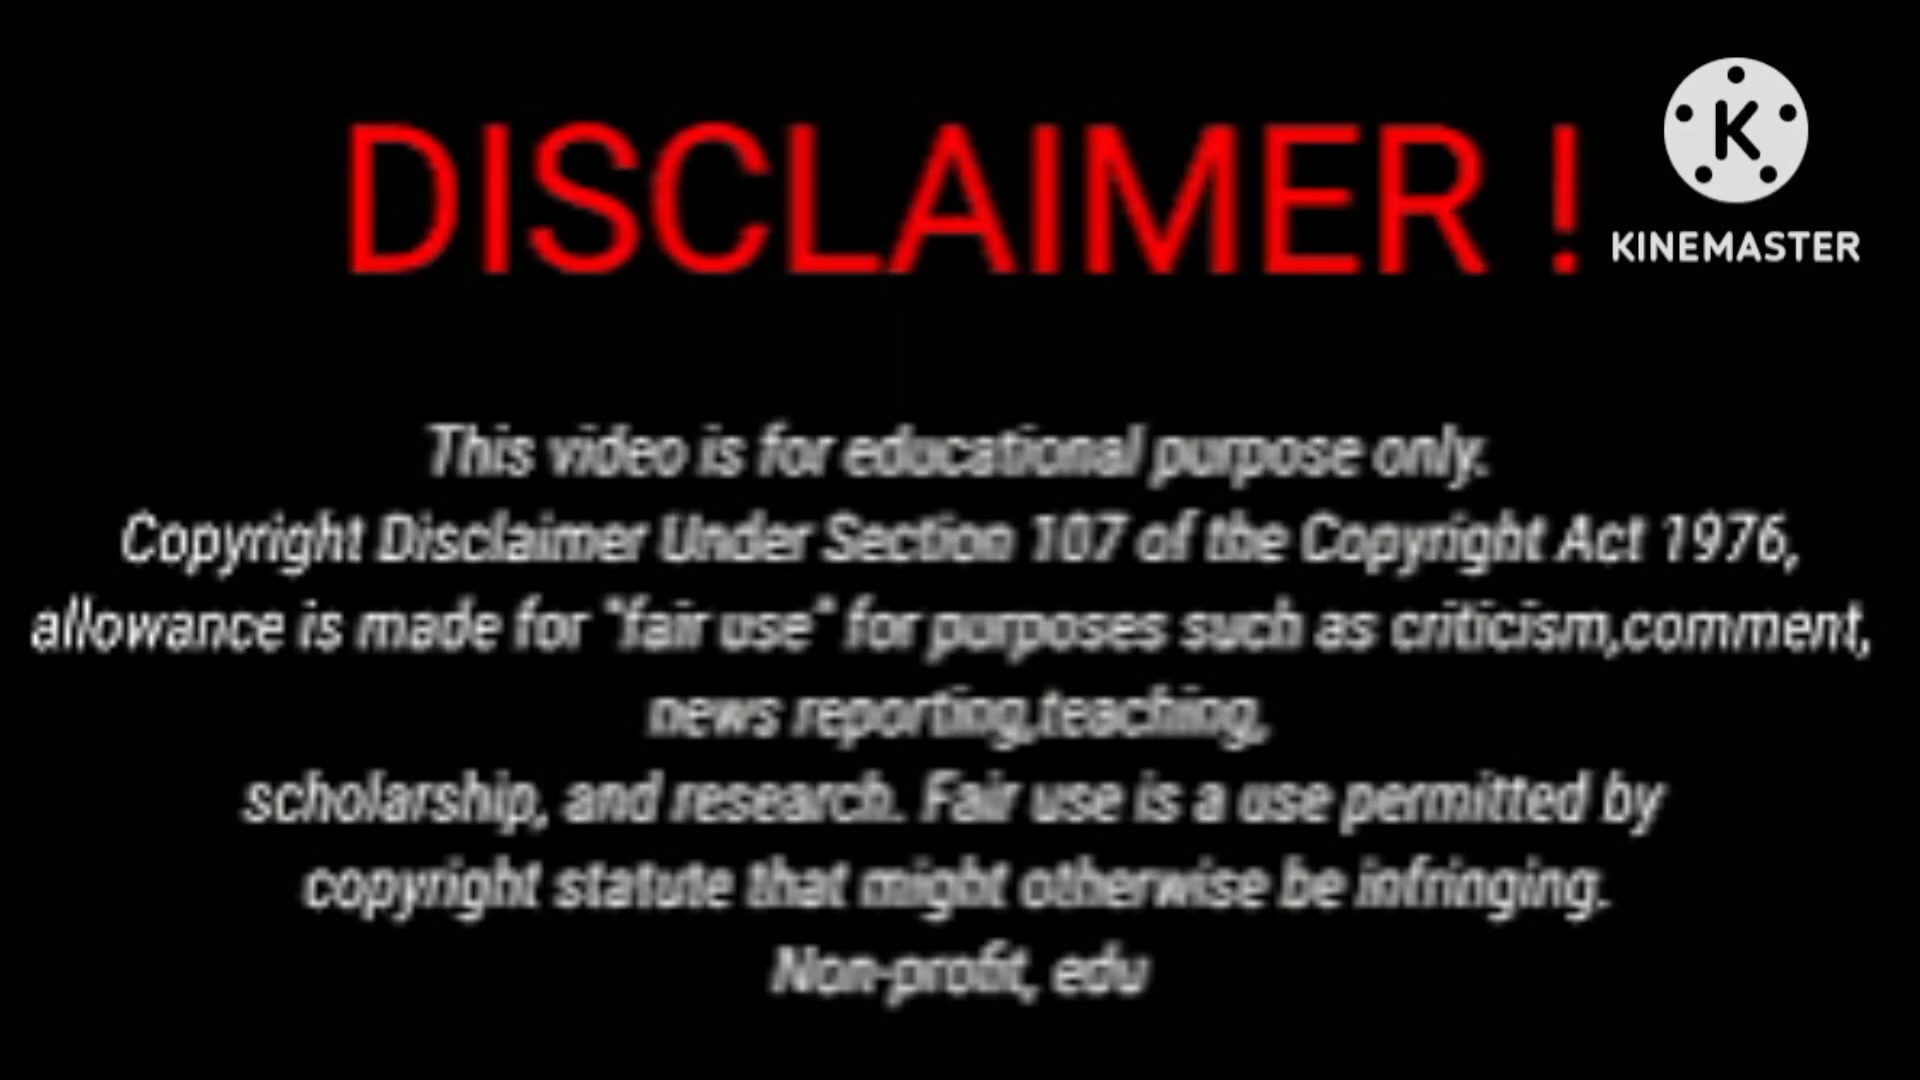 DISCLAIMER !
K
KINEMASTER
This video is for educational purpose only.
Copyright Disclaimer Under Section 107 of the Copyright Act 1976,
allowance is made for "fair use" for purposes such as criticism,comment,
news reporting,teaching,
scholarship, and research. Fair use is a use permitted by
copyright statute that might otherwise be infringing.
Non-profit, edu